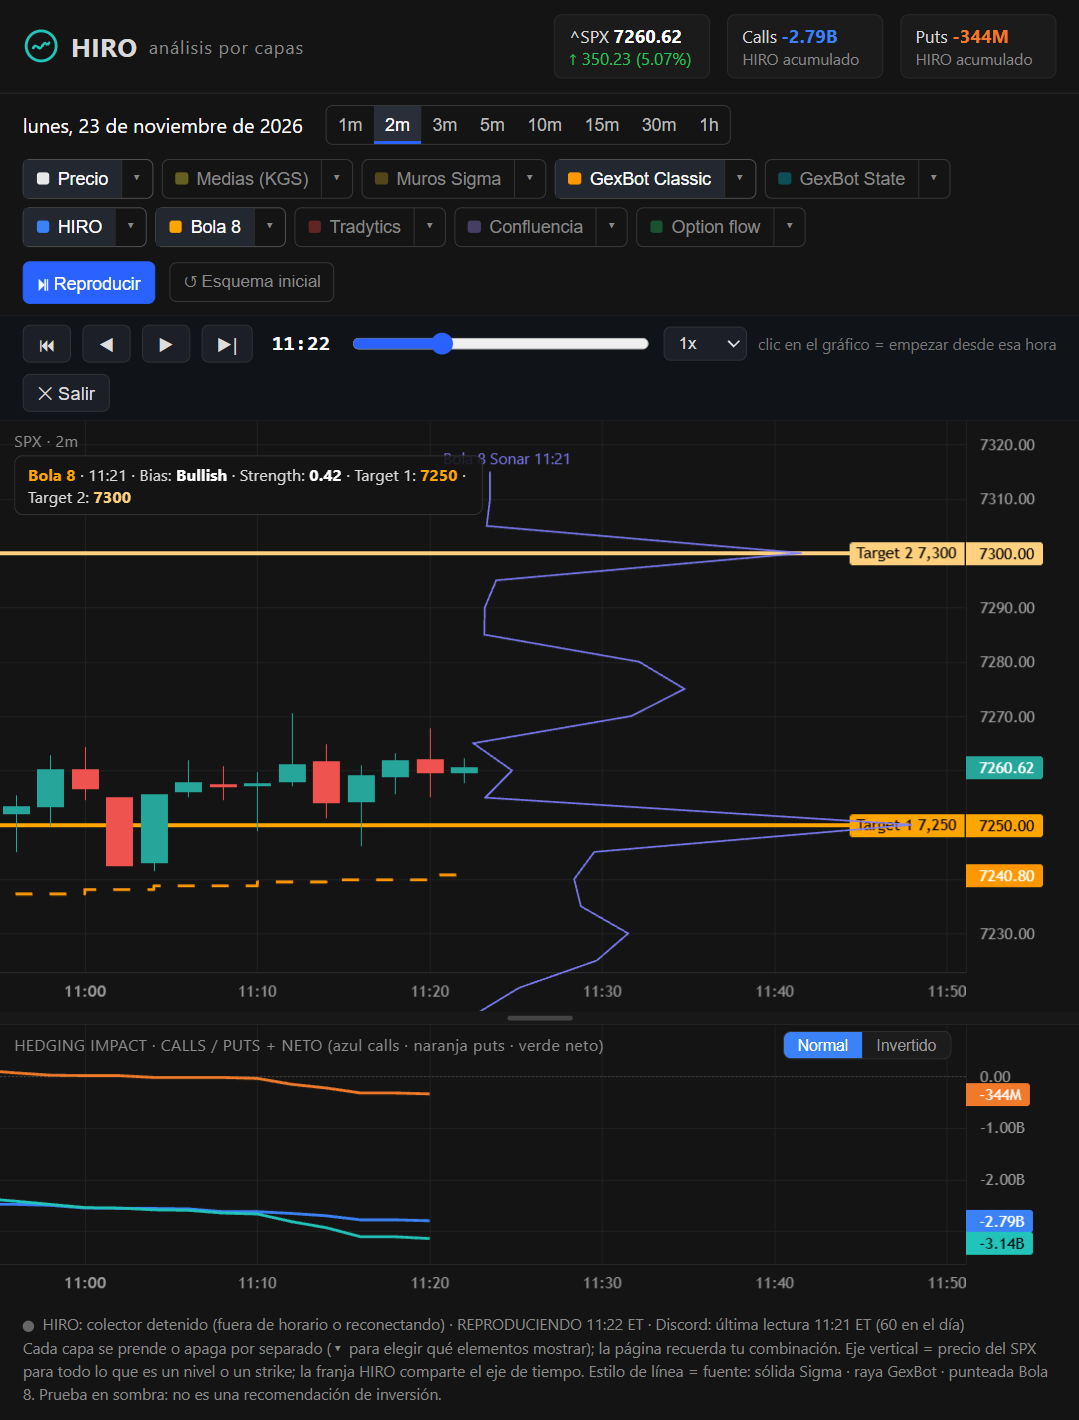 HIRO análisis por capas
^SPX 7260.62
↑ 350.23 (5.07%)
Calls -2.79B
HIRO acumulado
Puts -344M
HIRO acumulado
lunes, 23 de noviembre de 2026
1m 2m 3m 5m 10m 15m 30m 1h
Precio ▾ Medias (KGS) ▾ Muros Sigma ▾ GexBot Classic ▾ GexBot State ▾
HIRO ▾ Bola 8 ▾ Tradytics ▾ Confluencia ▾ Option flow ▾
Reproducir ↺ Esquema inicial
11:22 1x clic en el gráfico = empezar desde esa hora
✕ Salir
SPX · 2m
Bola 8 Sonar 11:21
Bola 8 · 11:21 · Bias: Bullish · Strength: 0.42 · Target 1: 7250 ·
Target 2: 7300
7320.00
7310.00
Target 2 7,300 7300.00
7290.00
7280.00
7270.00
7260.62
Target 1 7,250 7250.00
7240.80
7230.00
11:00 11:10 11:20 11:30 11:40 11:50
HEDGING IMPACT · CALLS / PUTS + NETO (azul calls · naranja puts · verde neto)
Normal Invertido
0.00
-344M
-1.00B
-2.00B
-2.79B
-3.14B
11:00 11:10 11:20 11:30 11:40 11:50
HIRO: colector detenido (fuera de horario o reconectando) · REPRODUCIENDO 11:22 ET · Discord: última lectura 11:21 ET (60 en el día)
Cada capa se prende o apaga por separado (▾ para elegir qué elementos mostrar); la página recuerda tu combinación. Eje vertical = precio del SPX
para todo lo que es un nivel o un strike; la franja HIRO comparte el eje de tiempo. Estilo de línea = fuente: sólida Sigma · raya GexBot · punteada Bola
8. Prueba en sombra: no es una recomendación de inversión.